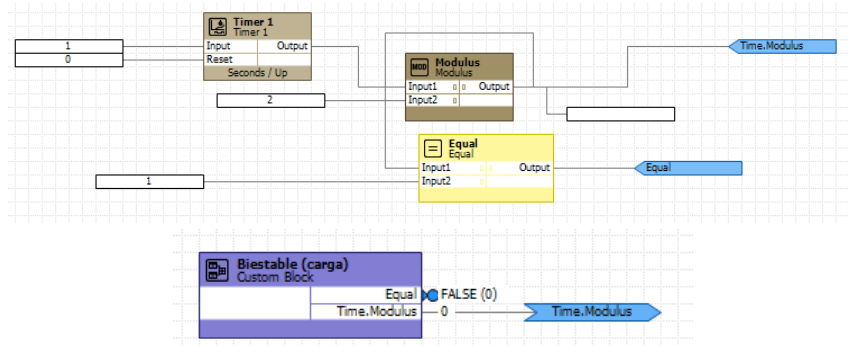 Timer 1
Timer 1
1
Input
Output
0
Reset
Seconds / Up
Time.Modulus
MOD
Modulus
Modulus
Input1
Output
2
Input2
Equal
Equal
Input1
Output
Equal
1
Input2
Biestable (carga)
Custom Block
Equal
FALSE (0)
Time.Modulus
0
Time.Modulus